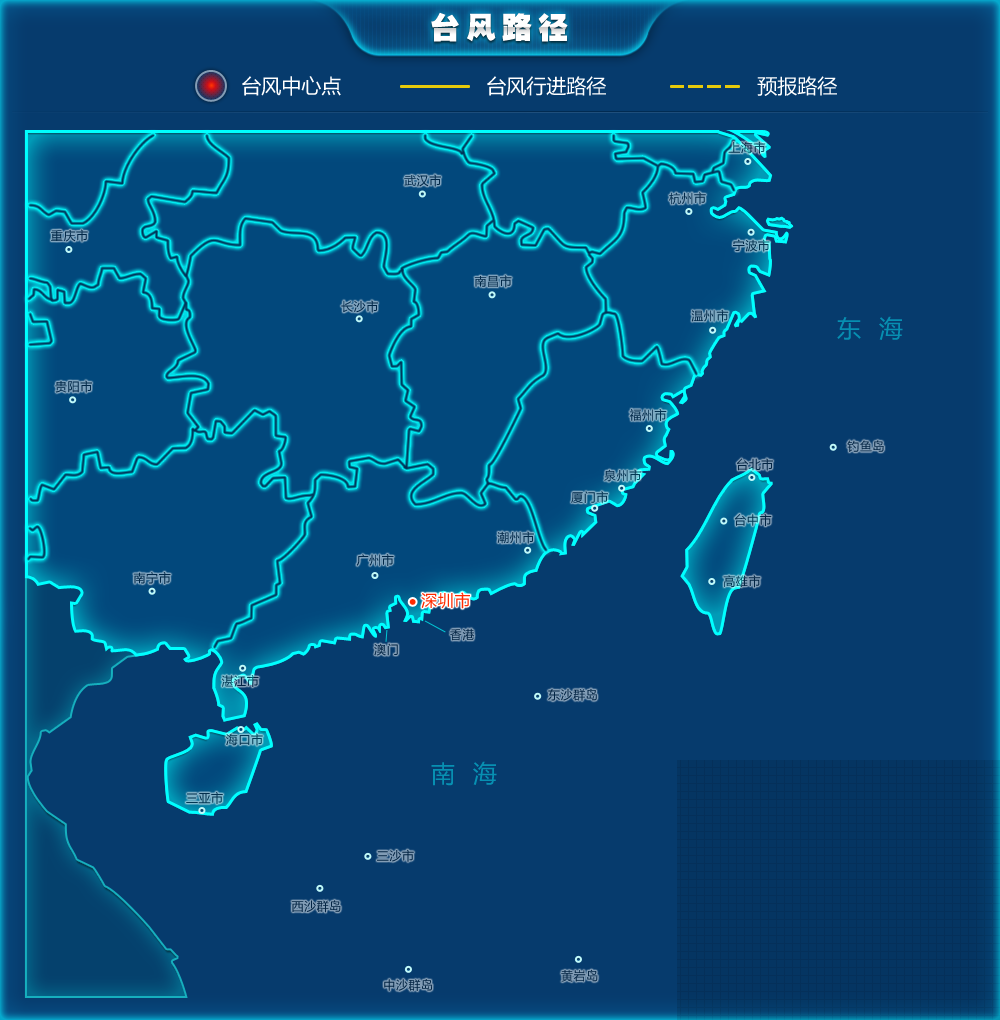 台风路径
台风中心点
台风行进路径
预报路径
上海市
武汉市
杭州市
重庆市
宁波市
南昌市
长沙市
温州市
东海
贵阳市
福州市
钓鱼岛
台北市
泉州市
厦门市
台中市
潮州市
广州市
南宁市
高雄市
深圳市
香港
澳门
湛江市
东沙群岛
海口市
南海
三亚市
三沙市
西沙群岛
黄岩岛
中沙群岛